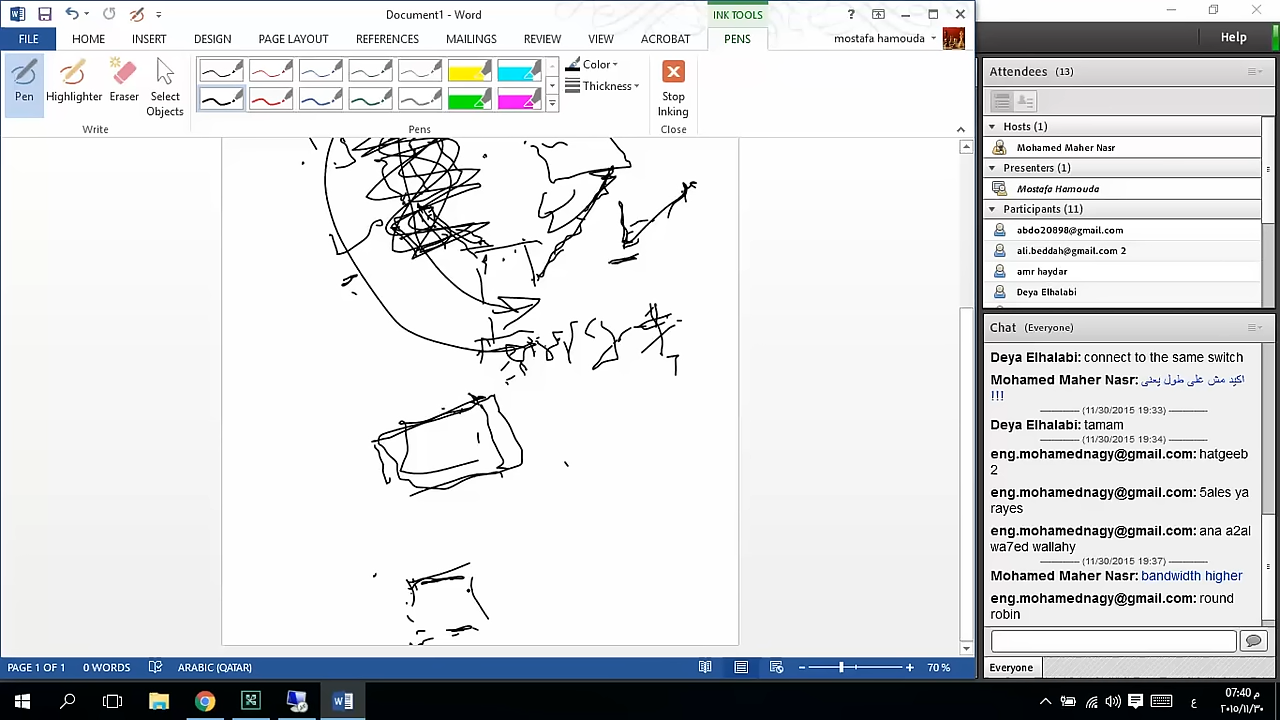 Document1 - Word
INK TOOLS
FILE
HOME
INSERT
DESIGN
PAGE LAYOUT
REFERENCES
MAILINGS
REVIEW
VIEW
ACROBAT
PENS
mostafa hamouda
Pen
Highlighter
Eraser
Select
Objects
Color
Thickness
Stop
Inking
Write
Pens
Close
Help
Attendees (13)
Hosts (1)
Mohamed Maher Nasr
Presenters (1)
Mostafa Hamouda
Participants (11)
abdo20898@gmail.com
ali.beddah@gmail.com 2
amr haydar
Deya Elhalabi
Chat (Everyone)
Deya Elhalabi: connect to the same switch
Mohamed Maher Nasr: اكيد مش على طول يعنى
!!!
(11/30/2015 19:33)
Deya Elhalabi: tamam
(11/30/2015 19:34)
eng.mohamednagy@gmail.com: hatgeeb
2
eng.mohamednagy@gmail.com: 5ales ya
rayes
eng.mohamednagy@gmail.com: ana a2al
wa7ed wallahy
(11/30/2015 19:37)
Mohamed Maher Nasr: bandwidth higher
eng.mohamednagy@gmail.com: round
robin
Everyone
PAGE 1 OF 1
0 WORDS
ARABIC (QATAR)
70 %
ع
07:40 م
٢٠١٥/١١/٣٠